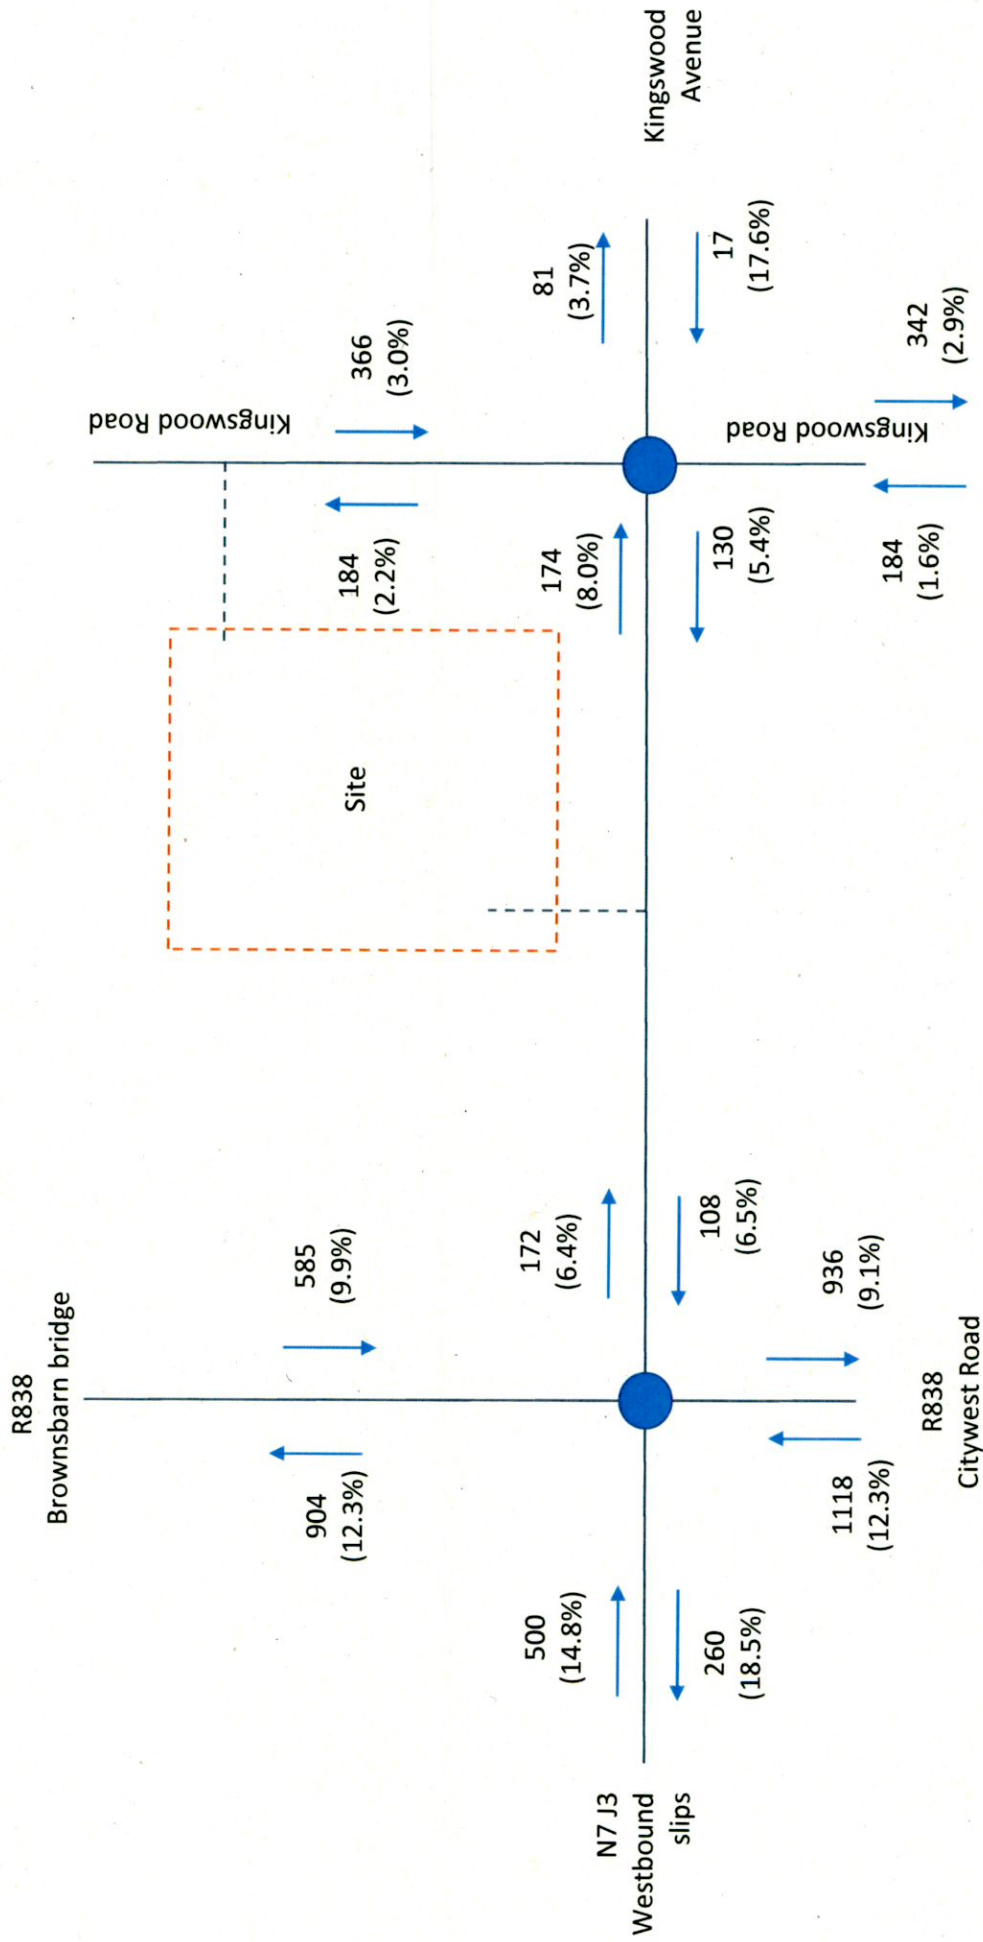 R838
Brownsbarn bridge
904
(12.3%)
585
(9.9%)
N7 J3
Westbound
slips
500
(14.8%)
260
(18.5%)
172
(6.4%)
108
(6.5%)
1118
(12.3%)
936
(9.1%)
R838
Citywest Road
Site
Kingswood Road
184
(2.2%)
366
(3.0%)
174
(8.0%)
130
(5.4%)
81
(3.7%)
17
(17.6%)
Kingswood
Avenue
Kingswood Road
184
(1.6%)
342
(2.9%)